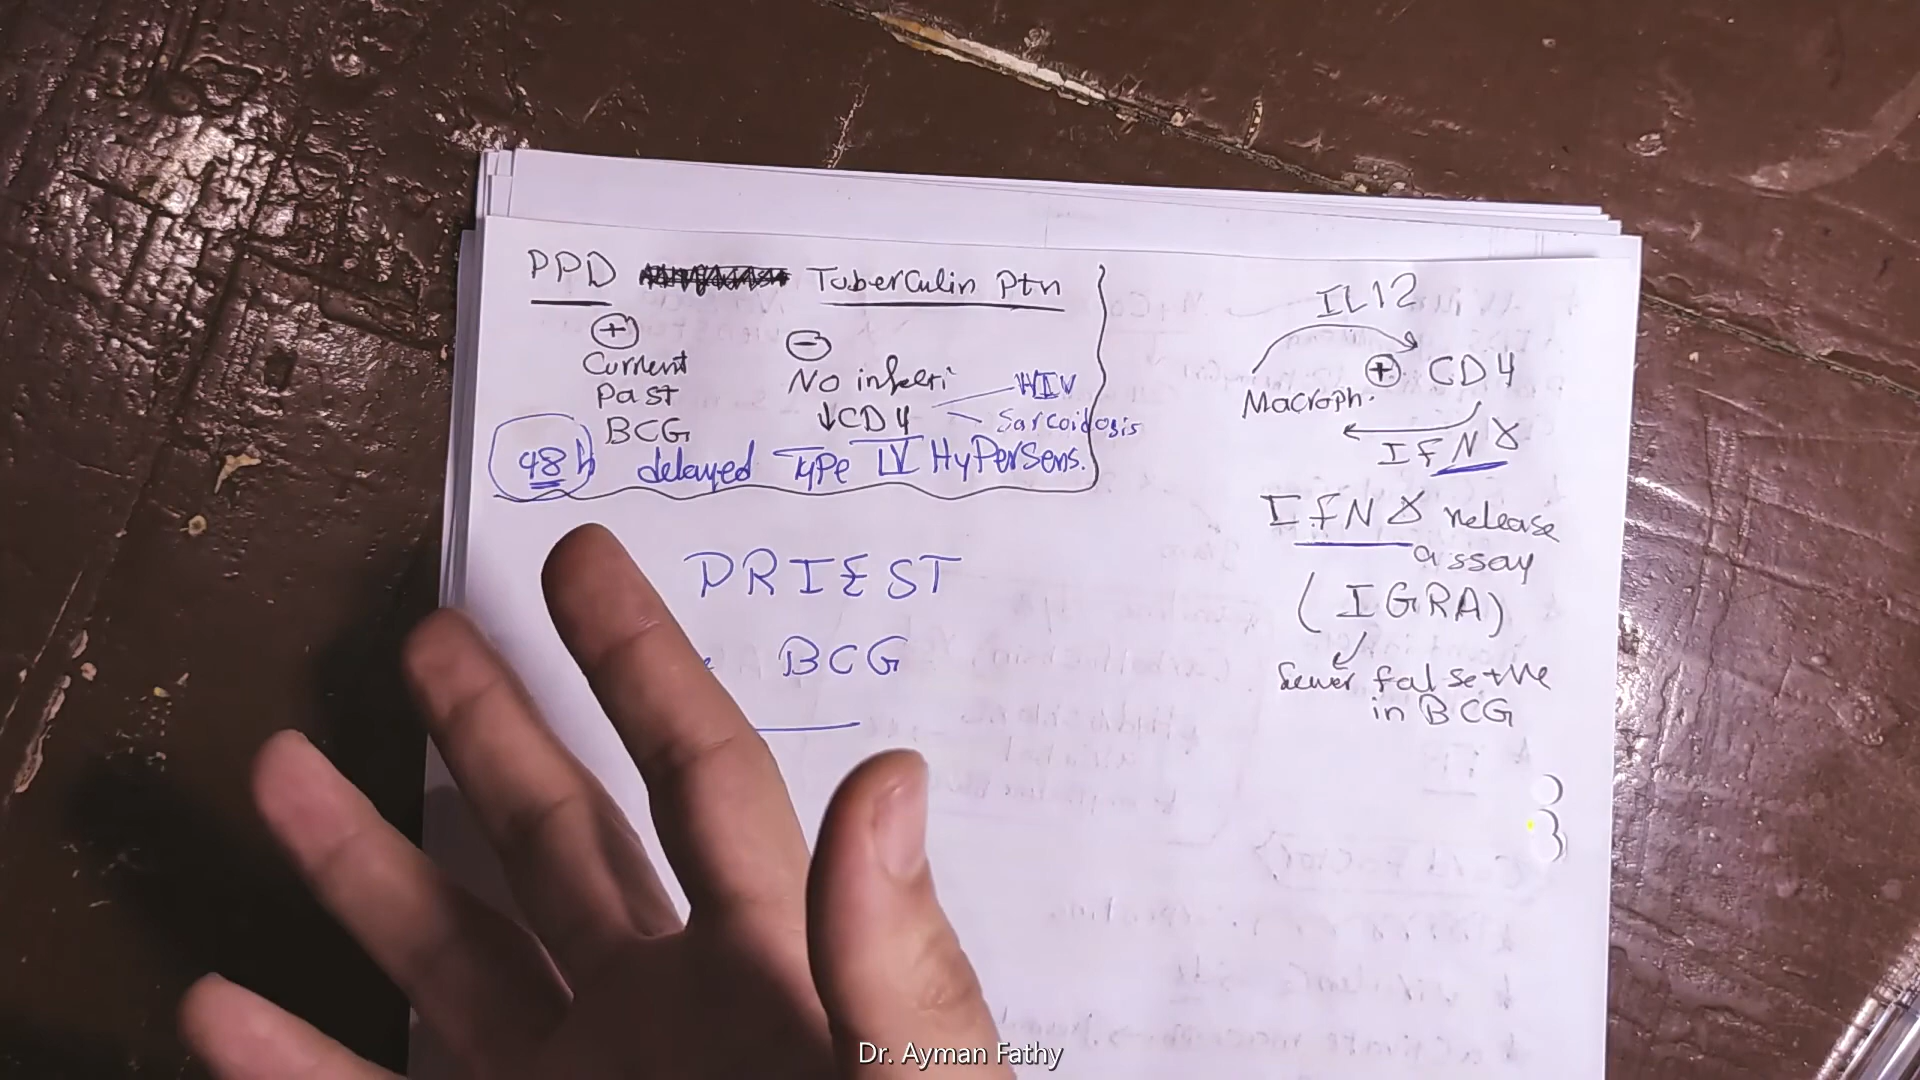 PPD Tuberculin Ptn
+ -
Current
Past
BCG
No infecti
↓CD4
HIV
Sarcoidosis
48h delayed Type IV HyPerSens.
PRIEST
BCG
IL12
Macroph. + CD4
IFN γ
IFN γ release
assay
(IGRA)
fewer false +ve
in BCG
Dr. Ayman Fathy